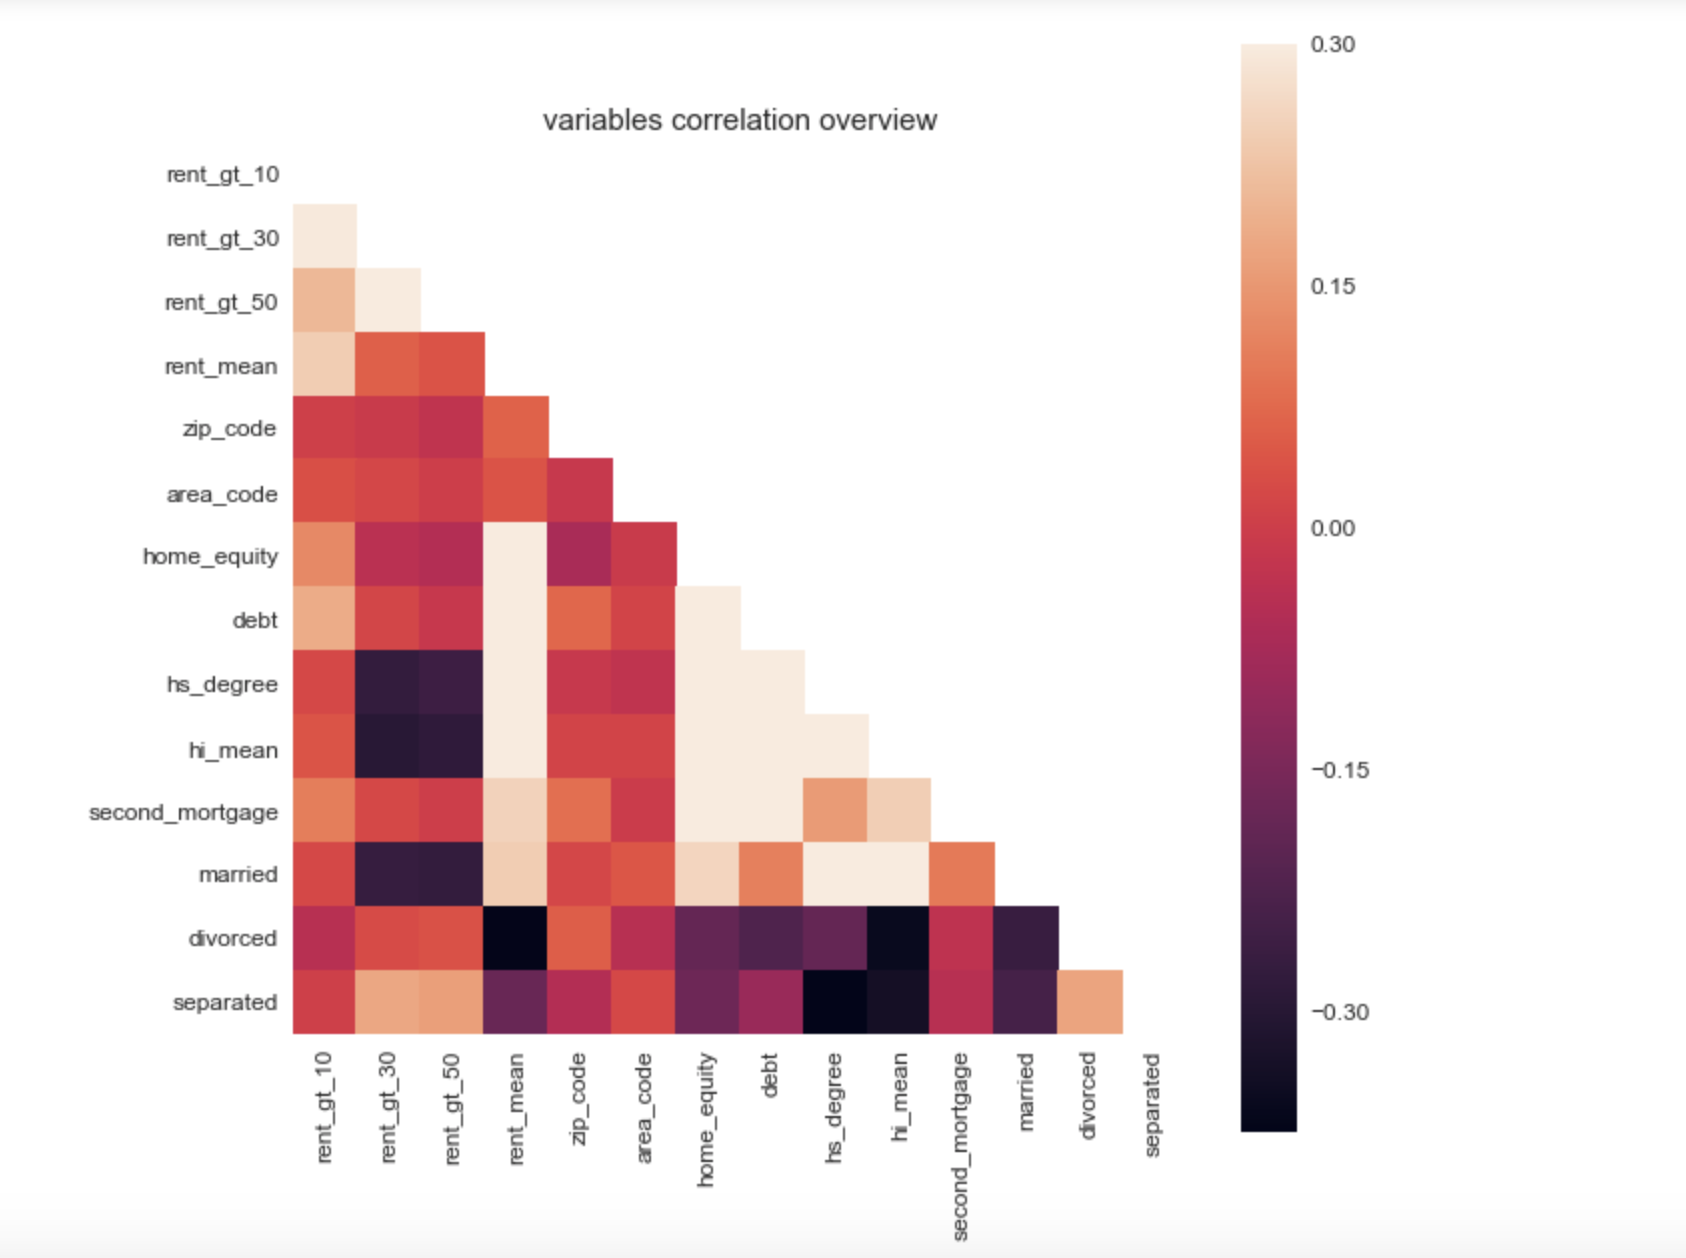 variables correlation overview
rent_gt_10
rent_gt_30
rent_gt_50
rent_mean
zip_code
area_code
home_equity
debt
hs_degree
hi_mean
second_mortgage
married
divorced
separated
rent_gt_10
rent_gt_30
rent_gt_50
rent_mean
zip_code
area_code
home_equity
debt
hs_degree
hi_mean
second_mortgage
married
divorced
separated
0.30
0.15
0.00
−0.15
−0.30